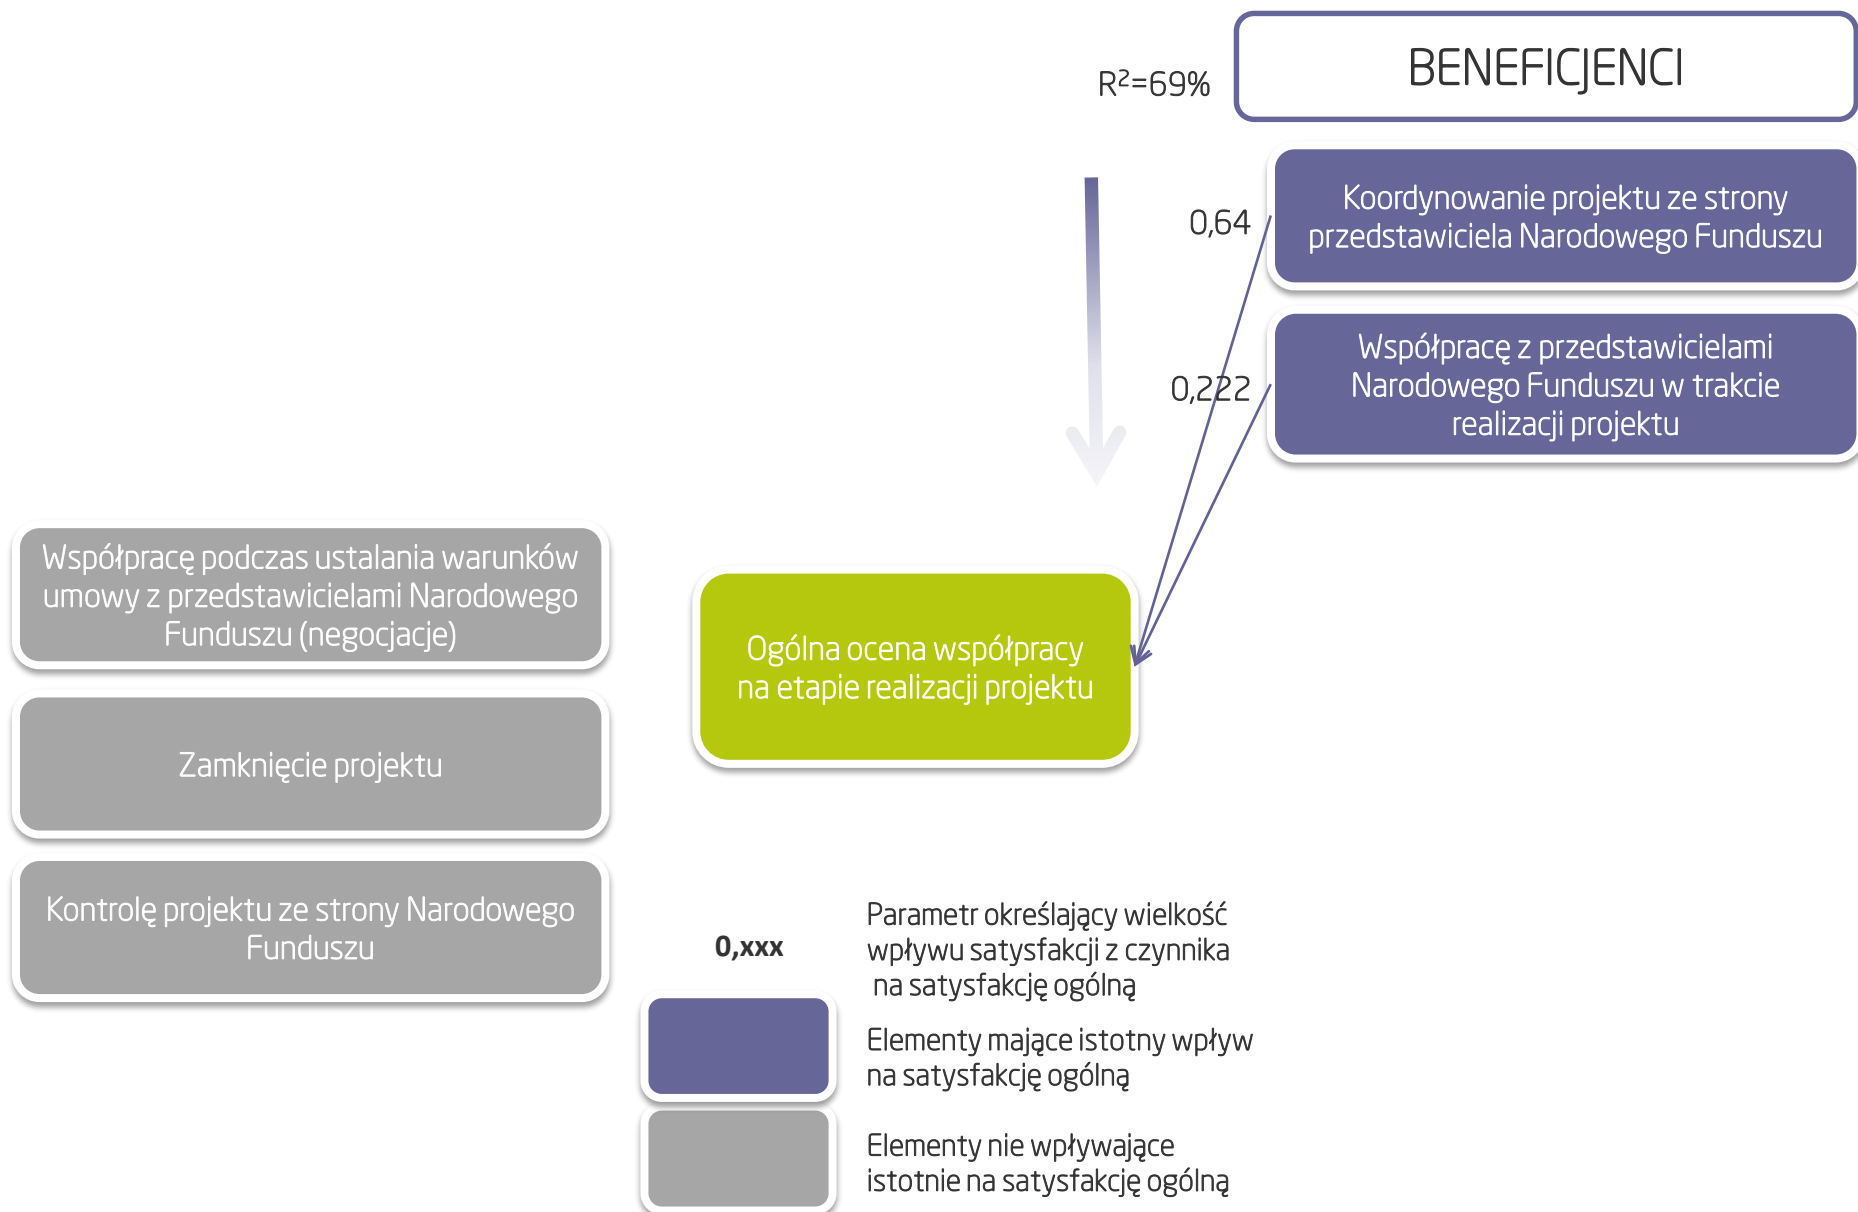 BENEFICJENCI
R²=69%
0,64
Koordynowanie projektu ze strony
przedstawiciela Narodowego Funduszu
0,222
Współpracę z przedstawicielami
Narodowego Funduszu w trakcie
realizacji projektu
Współpracę podczas ustalania warunków
umowy z przedstawicielami Narodowego
Funduszu (negocjacje)
Zamknięcie projektu
Kontrolę projektu ze strony Narodowego
Funduszu
Ogólna ocena współpracy
na etapie realizacji projektu
0,xxx
Parametr określający wielkość
wpływu satysfakcji z czynnika
na satysfakcję ogólną
Elementy mające istotny wpływ
na satysfakcję ogólną
Elementy nie wpływające
istotnie na satysfakcję ogólną